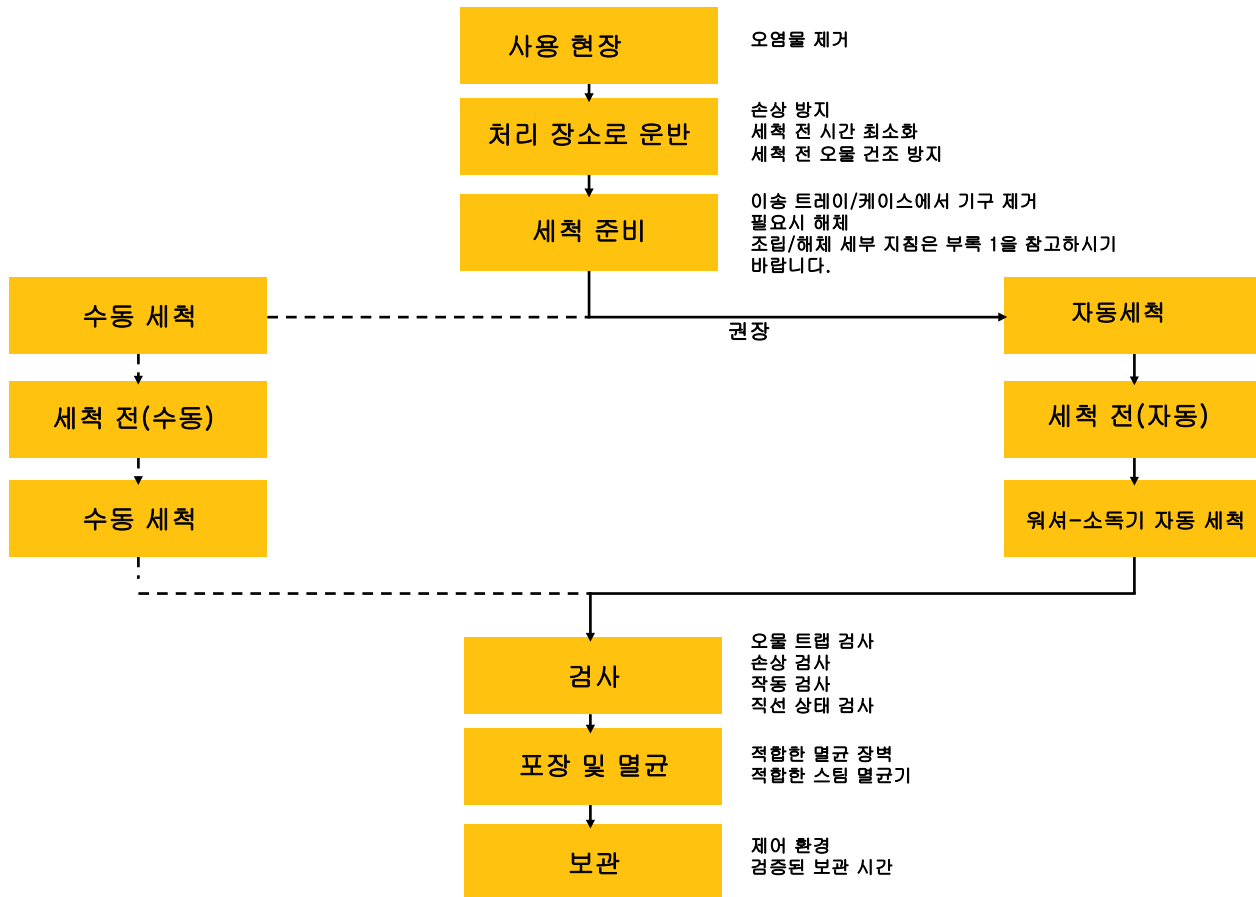 사용 현장
오염물 제거
처리 장소로 운반
손상 방지
세척 전 시간 최소화
세척 전 오물 건조 방지
세척 준비
이송 트레이/케이스에서 기구 제거
필요시 해체
조립/해체 세부 지침은 부록 1을 참고하시기
바랍니다.
수동 세척
권장
자동세척
세척 전(수동)
세척 전(자동)
수동 세척
워셔-소독기 자동 세척
검사
오물 트랩 검사
손상 검사
작동 검사
직선 상태 검사
포장 및 멸균
적합한 멸균 장벽
적합한 스팀 멸균기
보관
제어 환경
검증된 보관 시간